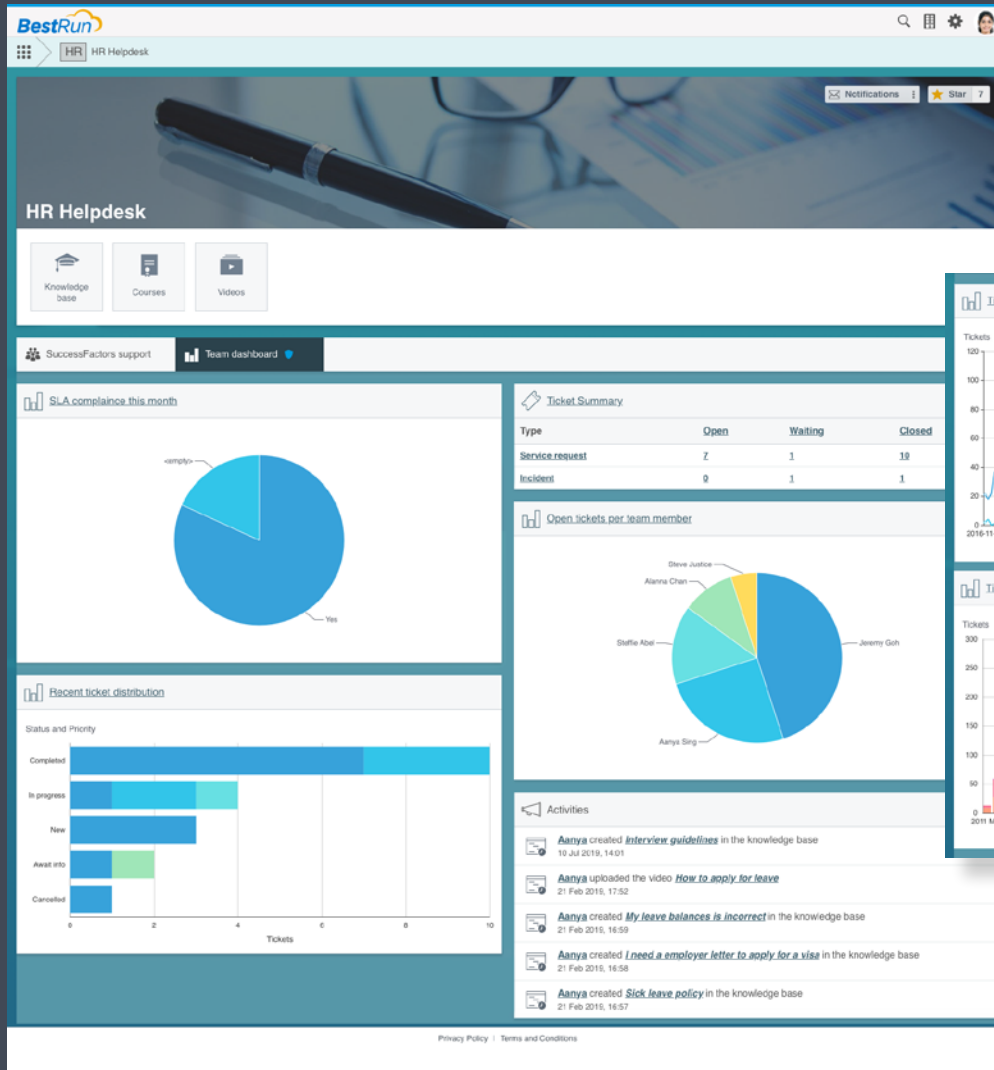 BestRun
HR HR Helpdesk
Notifications
Star 7
HR Helpdesk
Knowledge base
Courses
Videos
SuccessFactors support
Team dashboard
SLA complaince this month
<empty>
Yes
Recent ticket distribution
Status and Priority
Completed
In progress
New
Await info
Cancelled
0 2 4 6 8 10
Tickets
Ticket Summary
Type Open Waiting Closed
Service request 7 1 10
Incident 0 1 1
Open tickets per team member
Steve Justice
Alanna Chan
Steffie Abel
Jeremy Goh
Aanya Sing
Activities
Aanya created Interview guidelines in the knowledge base
10 Jul 2019, 14:01
Aanya uploaded the video How to apply for leave
21 Feb 2019, 17:52
Aanya created My leave balances is incorrect in the knowledge base
21 Feb 2019, 16:59
Aanya created I need a employer letter to apply for a visa in the knowledge base
21 Feb 2019, 16:58
Aanya created Sick leave policy in the knowledge base
21 Feb 2019, 16:57
Tickets
120
100
80
60
40
20
0
2016-11
Tickets
300
250
200
150
100
50
0
2011 M
Privacy Policy | Terms and Conditions